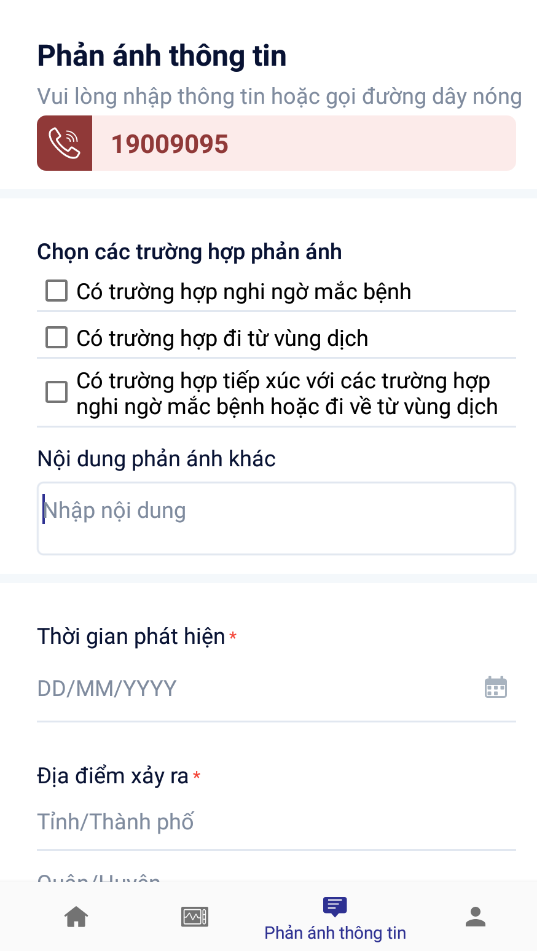 Phản ánh thông tin
Vui lòng nhập thông tin hoặc gọi đường dây nóng
19009095
Chọn các trường hợp phản ánh
Có trường hợp nghi ngờ mắc bệnh
Có trường hợp đi từ vùng dịch
Có trường hợp tiếp xúc với các trường hợp
nghi ngờ mắc bệnh hoặc đi về từ vùng dịch
Nội dung phản ánh khác
Nhập nội dung
Thời gian phát hiện *
DD/MM/YYYY
Địa điểm xảy ra *
Tỉnh/Thành phố
Quận/Huyện
Phản ánh thông tin